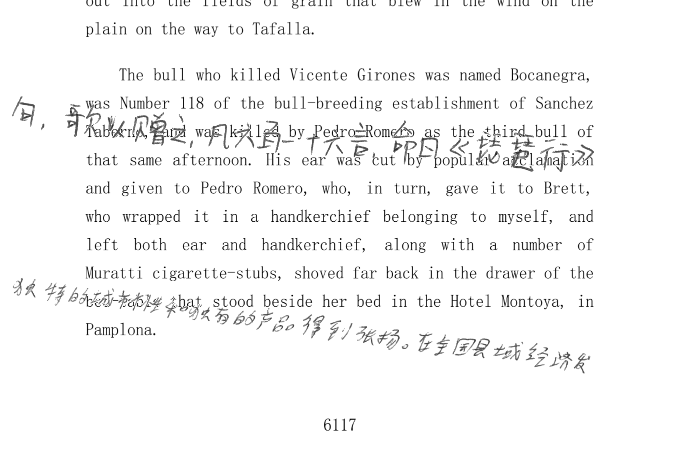 out into the fields of grain that blew in the wind on the
plain on the way to Tafalla.
The bull who killed Vicente Girones was named Bocanegra,
was Number 118 of the bull-breeding establishment of Sanchez
句，歌以赠之，凡六百一十六言，命曰《琵琶行》
Taberno, and was killed by Pedro Romero as the third bull of
that same afternoon. His ear was cut by popular acclamation
and given to Pedro Romero, who, in turn, gave it to Brett,
who wrapped it in a handkerchief belonging to myself, and
left both ear and handkerchief, along with a number of
Muratti cigarette-stubs, shoved far back in the drawer of the
独特的城市个性和独有的产品得到张扬。在全国县域经济发
that stood beside her bed in the Hotel Montoya, in
Pamplona.
6117